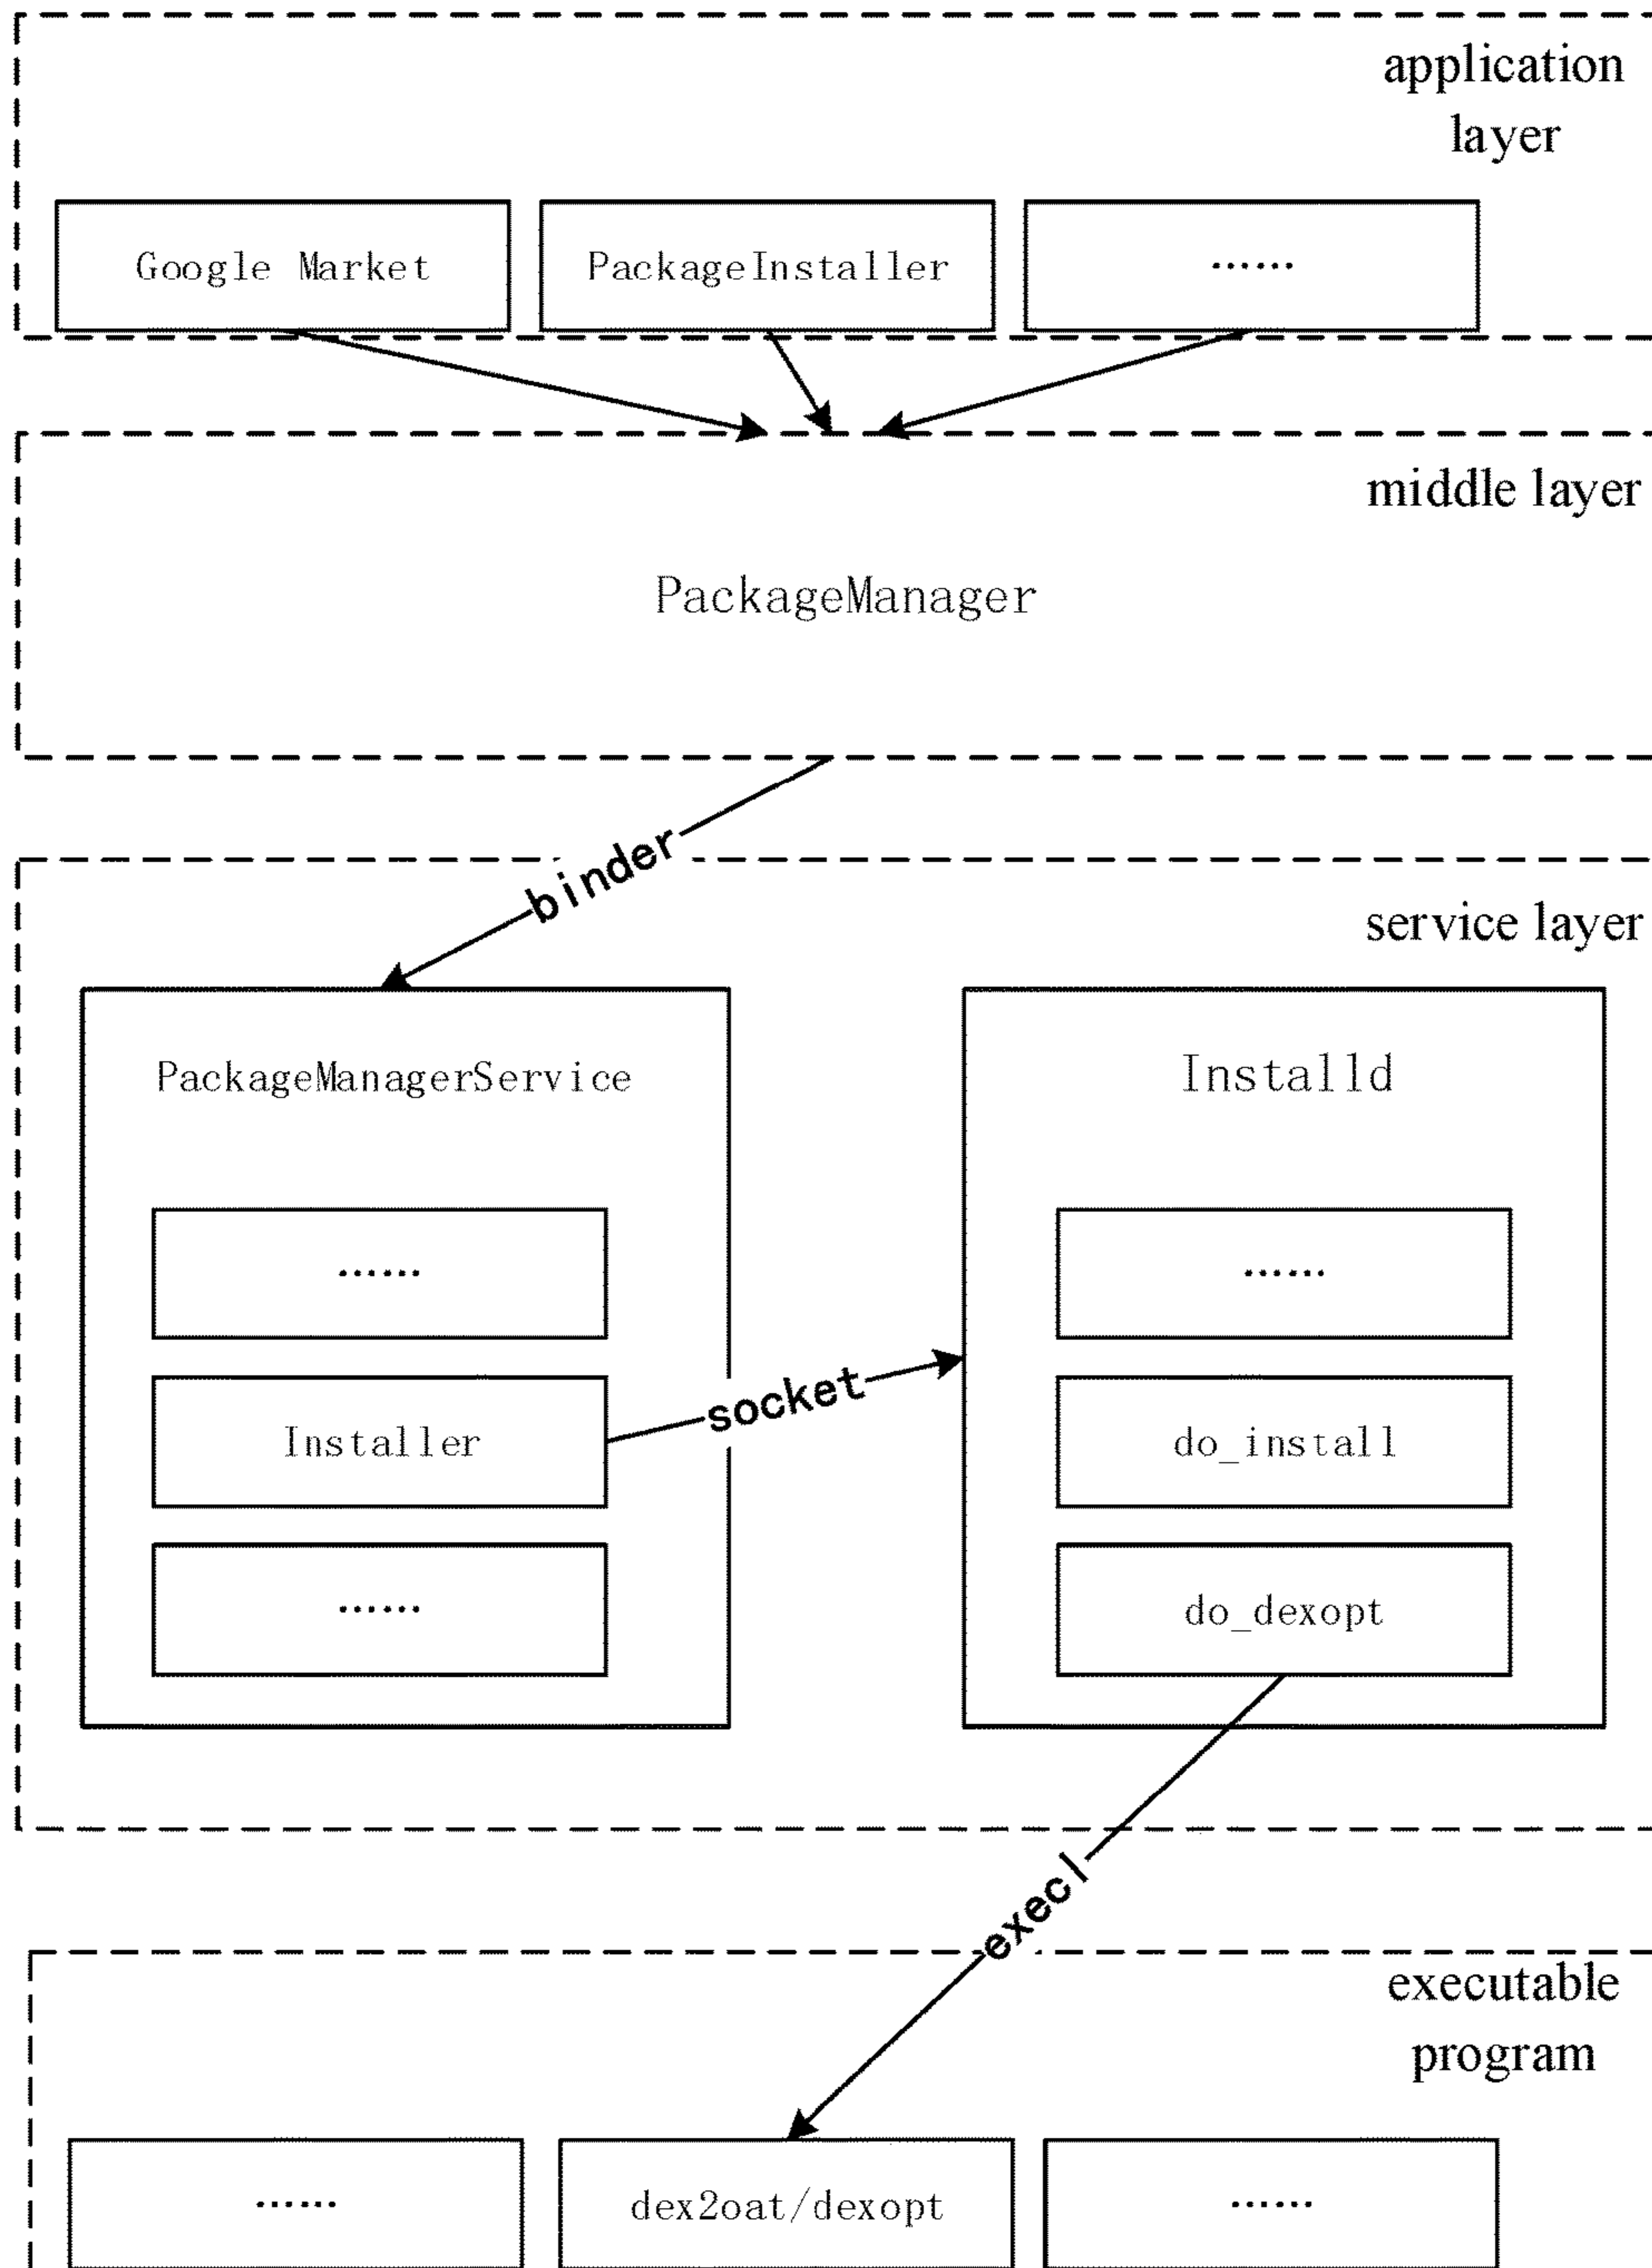 application
layer
Google Market
PackageInstaller
······
middle layer
PackageManager
binder
service layer
PackageManagerService
Installd
······
······
socket
Installer
do_install
······
do_dexopt
execl
executable
program
······
dex2oat/dexopt
······